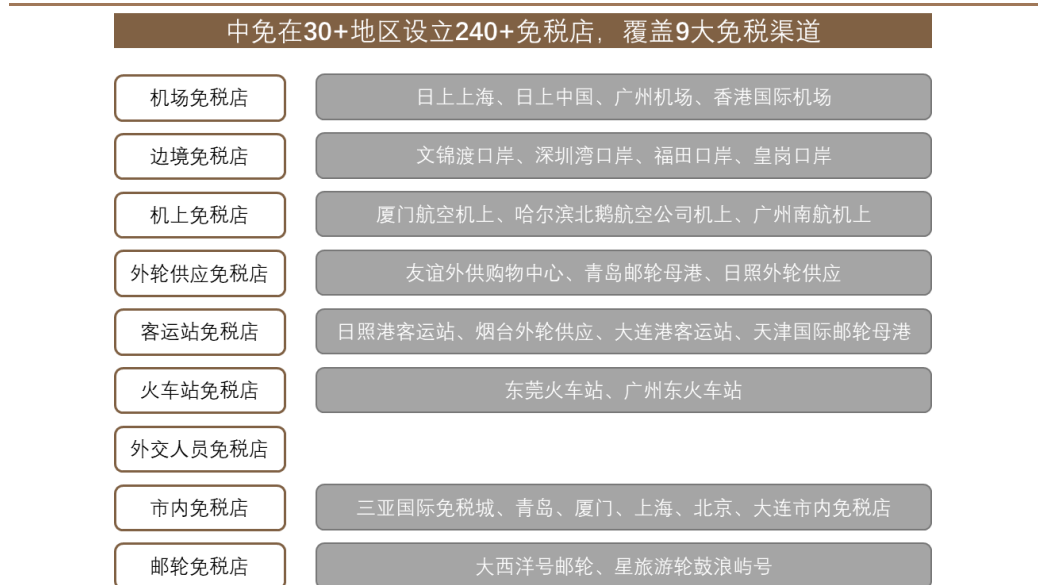 中免在30+地区设立240+免税店，覆盖9大免税渠道
机场免税店 日上上海、日上中国、广州机场、香港国际机场
边境免税店 文锦渡口岸、深圳湾口岸、福田口岸、皇岗口岸
机上免税店 厦门航空机上、哈尔滨北鹅航空公司机上、广州南航机上
外轮供应免税店 友谊外供购物中心、青岛邮轮母港、日照外轮供应
客运站免税店 日照港客运站、烟台外轮供应、大连港客运站、天津国际邮轮母港
火车站免税店 东莞火车站、广州东火车站
外交人员免税店
市内免税店 三亚国际免税城、青岛、厦门、上海、北京、大连市内免税店
邮轮免税店 大西洋号邮轮、星旅游轮鼓浪屿号